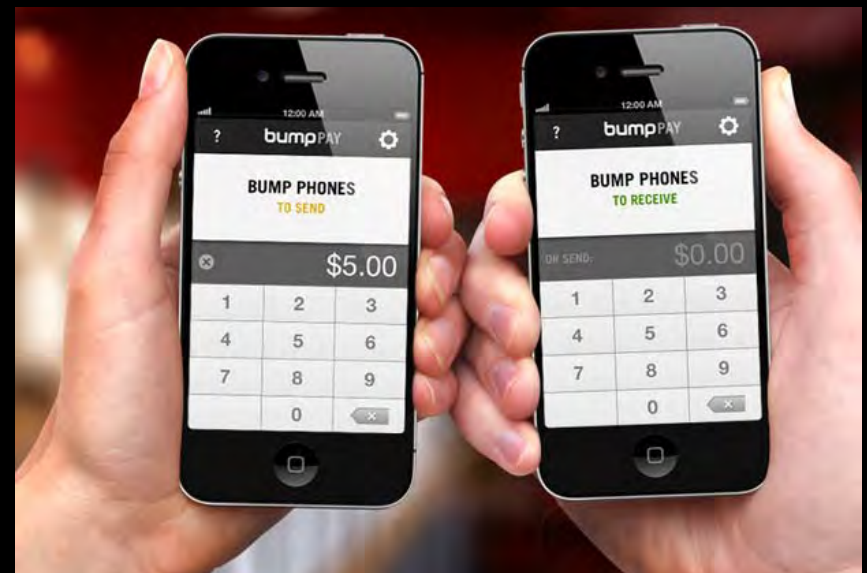 12:00 AM
? bump PAY
BUMP PHONES
TO SEND
$5.00
1 2 3
4 5 6
7 8 9
0
12:00 AM
? bump PAY
BUMP PHONES
TO RECEIVE
OR SEND: $0.00
1 2 3
4 5 6
7 8 9
0